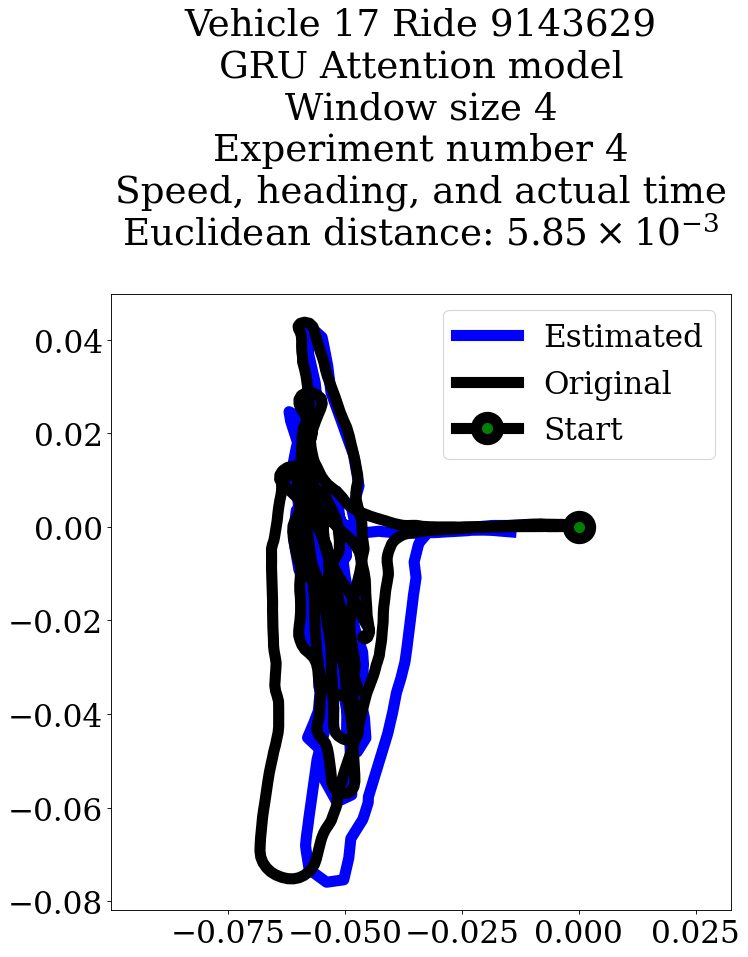 Vehicle 17 Ride 9143629
GRU Attention model
Window size 4
Experiment number 4
Speed, heading, and actual time
Euclidean distance: 5.85 × 10⁻³
Estimated
Original
Start
0.04
0.02
0.00
−0.02
−0.04
−0.06
−0.08
−0.075 −0.050 −0.025 0.000 0.025